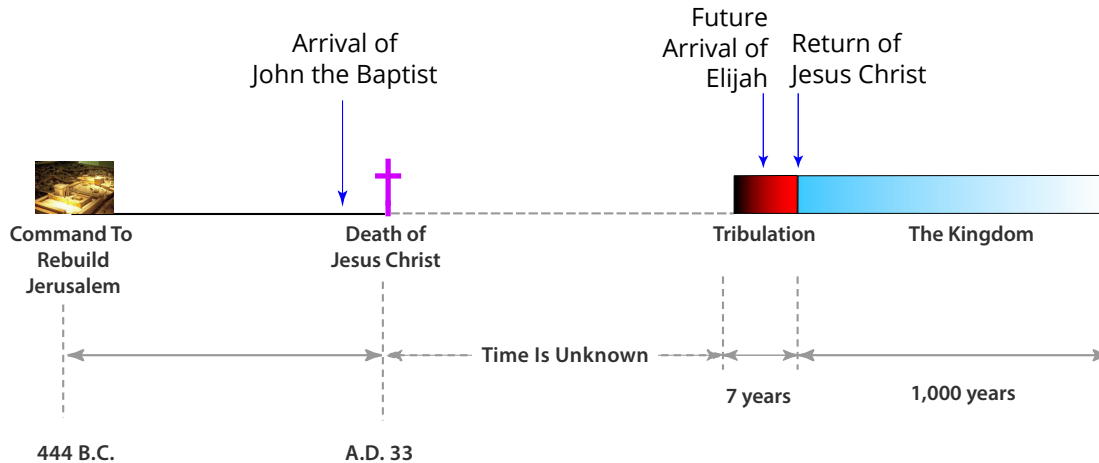 Future
Arrival of
Elijah
Arrival of
John the Baptist
Return of
Jesus Christ
Command To
Rebuild
Jerusalem
Death of
Jesus Christ
Tribulation
The Kingdom
Time Is Unknown
7 years
1,000 years
444 B.C.
A.D. 33